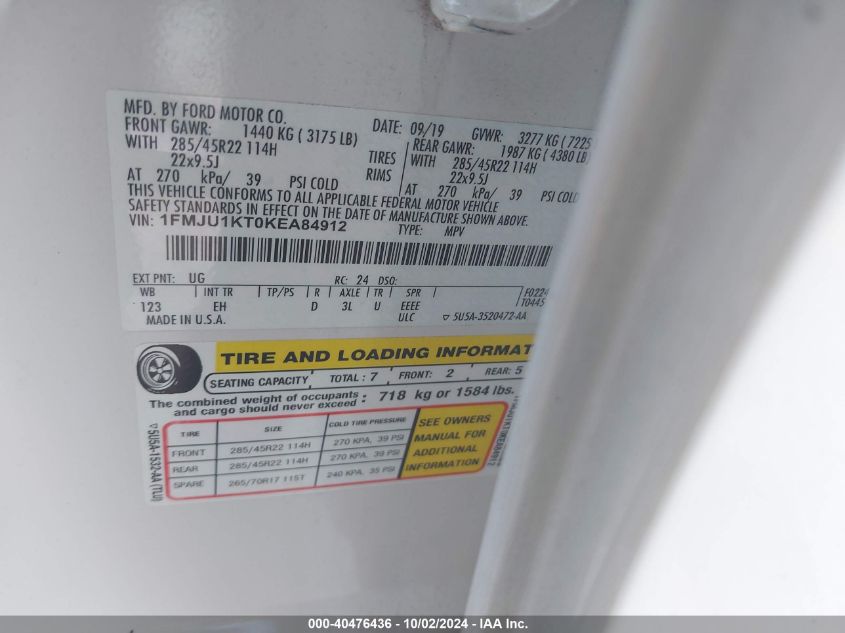 MFD. BY FORD MOTOR CO.
DATE: 09/19 GVWR: 3277 KG ( 7225
FRONT GAWR: 1440 KG ( 3175 LB) REAR GAWR: 1987 KG ( 4380 LB
WITH 285/45R22 114H TIRES WITH 285/45R22 114H
22x9.5J RIMS 22x9.5J
AT 270 kPa/ 39 PSI COLD AT 270 kPa/ 39 PSI COLD
THIS VEHICLE CONFORMS TO ALL APPLICABLE FEDERAL MOTOR VEHICLE
SAFETY STANDARDS IN EFFECT ON THE DATE OF MANUFACTURE SHOWN ABOVE.
VIN: 1FMJU1KT0KEA84912
TYPE: MPV
EXT PNT: UG RC: 24 DSO:
WB INT TR TP/PS R AXLE TR SPR F0224
123 EH D 3L U EEEE T0445
MADE IN U.S.A. ULC 5U5A-3520472-AA
TIRE AND LOADING INFORMAT
SEATING CAPACITY TOTAL : 7 FRONT: 2 REAR: 5
The combined weight of occupants and cargo should never exceed : 718 kg or 1584 lbs.
TIRE SIZE COLD TIRE PRESSURE
FRONT 285/45R22 114H 270 KPA, 39 PSI
REAR 285/45R22 114H 270 KPA, 39 PSI
SPARE 265/70R17 115T 240 KPA, 35 PSI
SEE OWNERS
MANUAL FOR
ADDITIONAL
INFORMATION
5U5A-1532-AA (TLU)
000-40476436 - 10/02/2024 - IAA Inc.